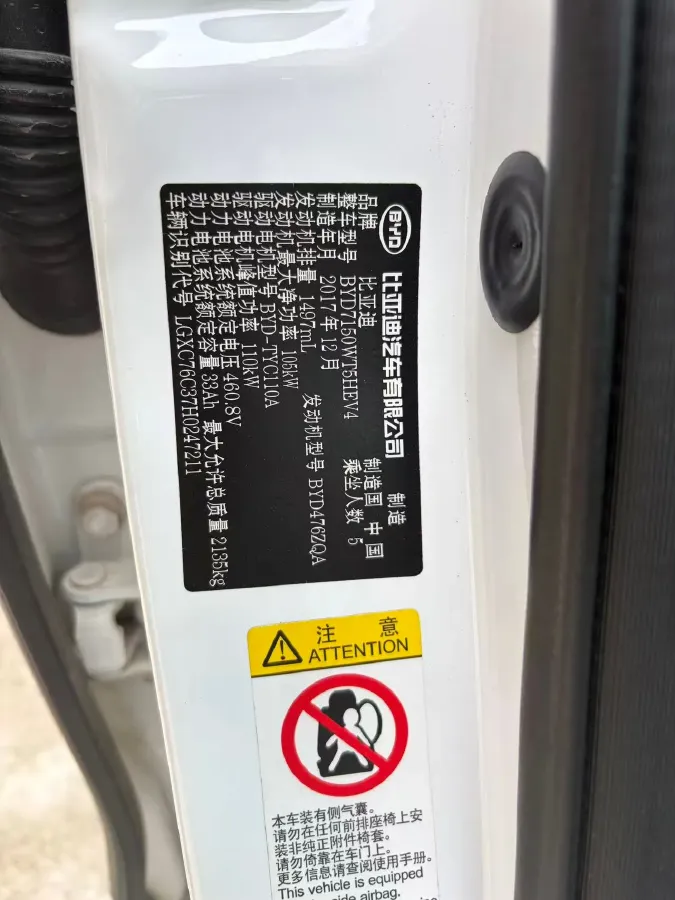 BYD 比亚迪汽车有限公司 制造
品牌 比亚迪 制造国 中国
整车型号 BYD7150WT5HEV4 乘坐人数 5
制造年月 2017年12月
发动机排量 1497mL 发动机型号 BYD476ZQA
发动机最大净功率 105kW
驱动电机型号 BYD-TYC110A
驱动电机峰值功率 110kW
动力电池系统额定电压 460.8V
动力电池系统额定容量 33Ah 最大允许总质量 2135kg
车辆识别代号 LGXC76C37H0247211
注 意
ATTENTION
本车装有侧气囊。
请勿在任何前排座椅上安
装非纯正附件椅套。
请勿倚靠在车门上。
更多信息请查阅使用手册。
This vehicle is equipped
side airbag.